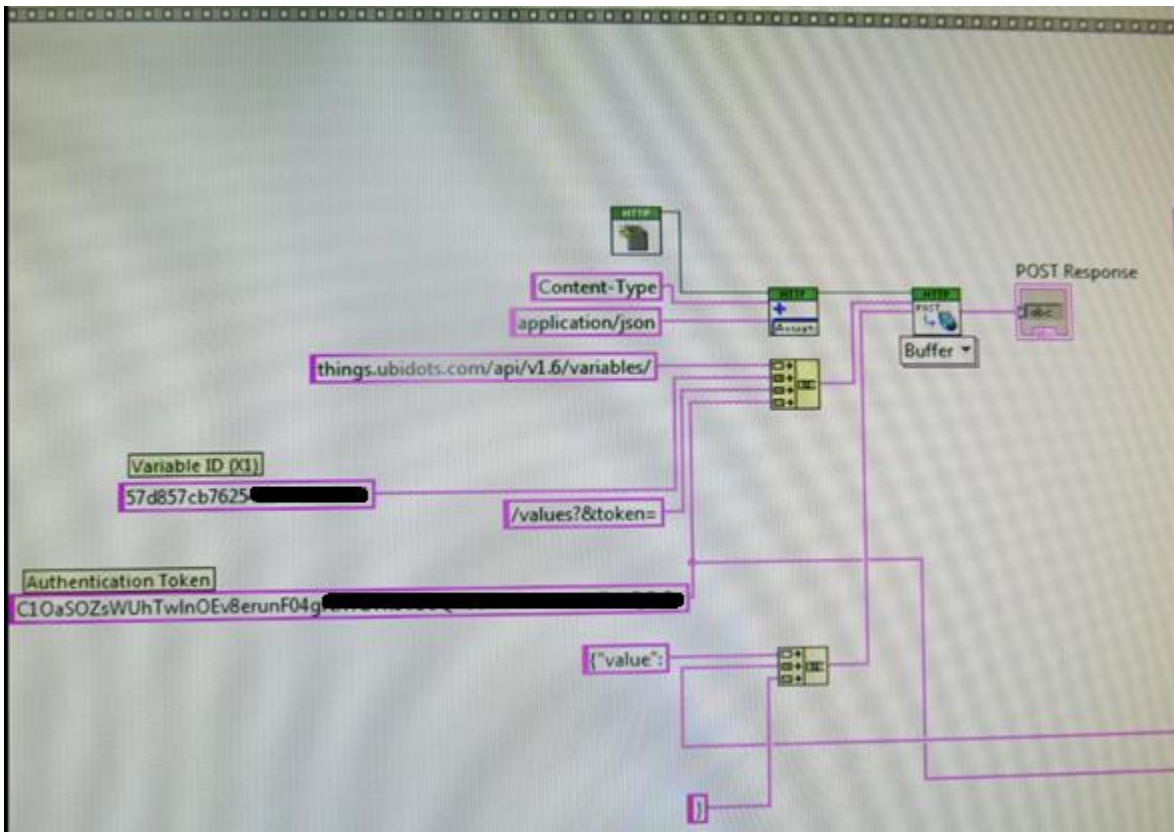 HTTP
Content-Type
application/json
HTTP
HTTP
POST
Buffer
POST Response
abc
things.ubidots.com/api/v1.6/variables/
Variable ID (X1)
57d857cb7625
/values?&token=
Authentication Token
{"value":
}